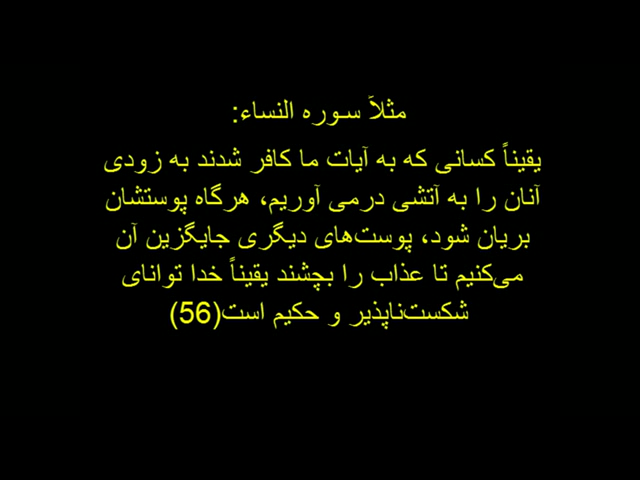 مثلاً سوره النساء:
یقیناً کسانی که به آیات ما کافر شدند به زودی
آنان را به آتشی درمی آوریم، هرگاه پوستشان
بریان شود، پوست‌های دیگری جایگزین آن
می‌کنیم تا عذاب را بچشند یقیناً خدا توانای
شکست‌ناپذیر و حکیم است(56)